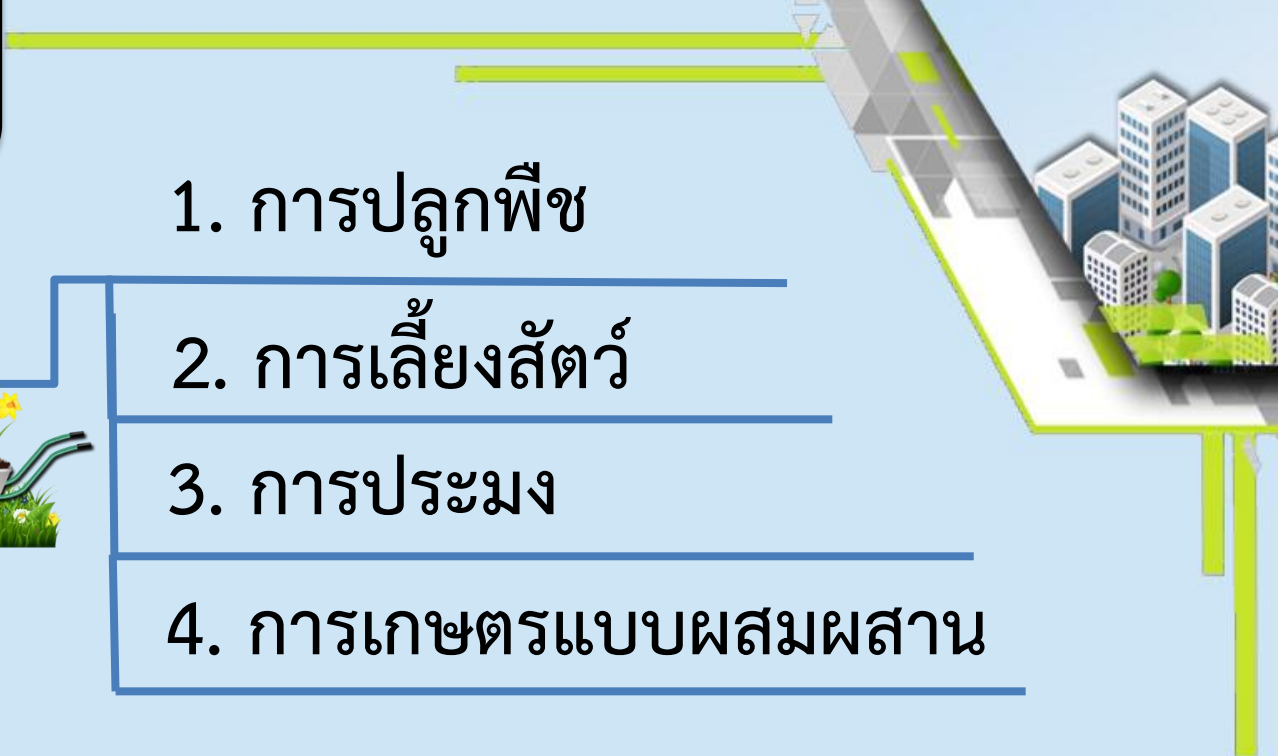 1. การปลูกพืช
2. การเลี้ยงสัตว์
3. การประมง
4. การเกษตรแบบผสมผสาน